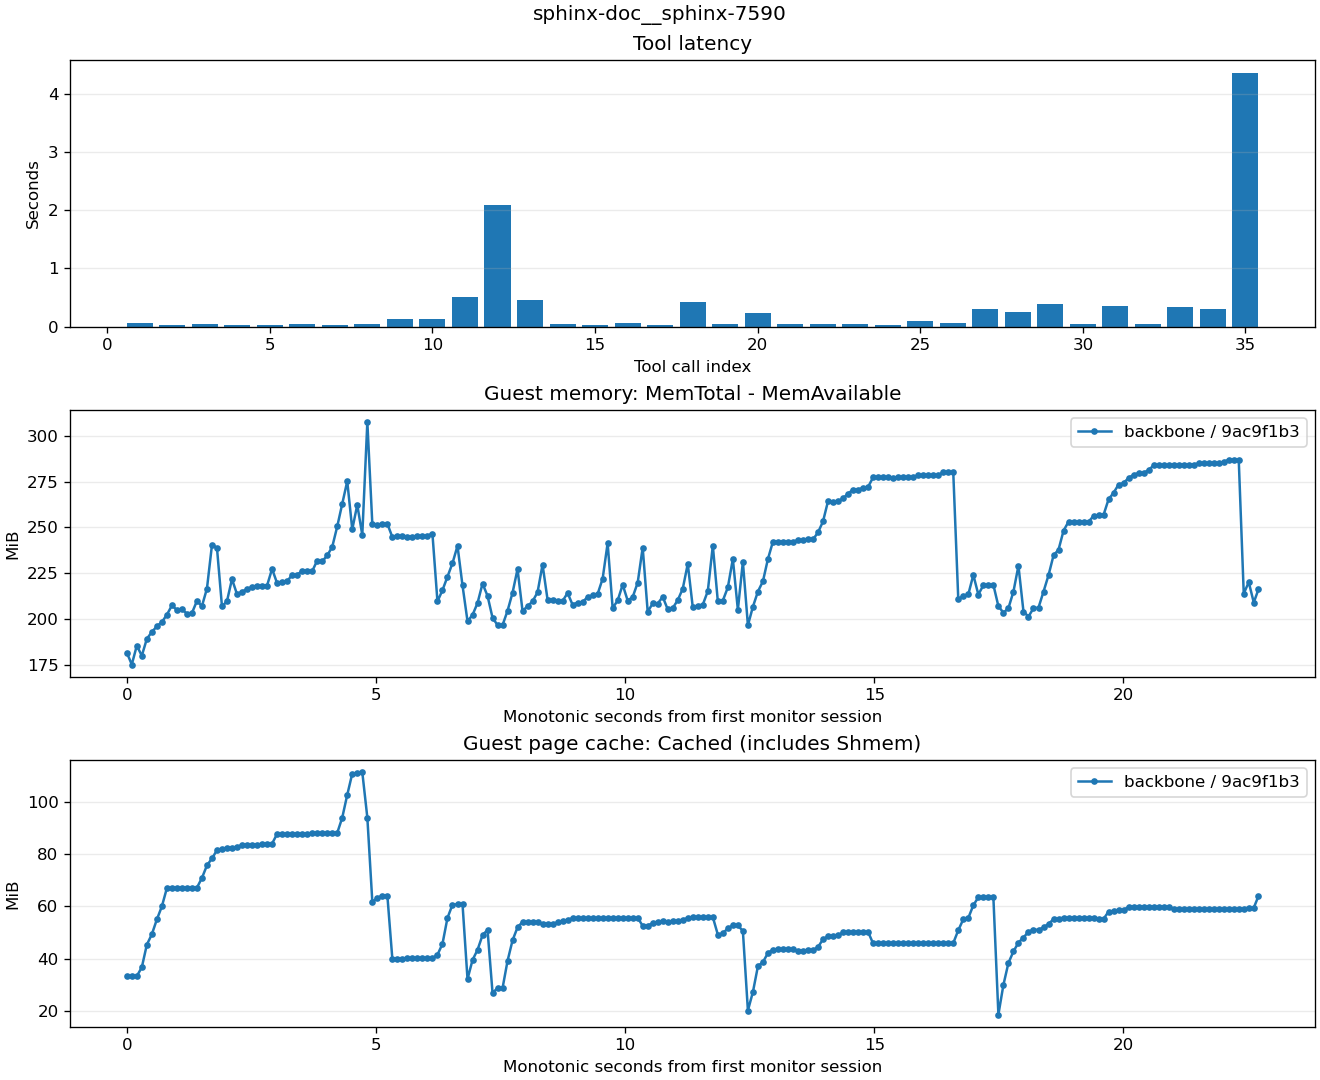 sphinx-doc__sphinx-7590
Tool latency
Seconds
4
3
2
1
0
0 5 10 15 20 25 30 35
Tool call index
Guest memory: MemTotal - MemAvailable
backbone / 9ac9f1b3
MiB
300
275
250
225
200
175
0 5 10 15 20
Monotonic seconds from first monitor session
Guest page cache: Cached (includes Shmem)
backbone / 9ac9f1b3
MiB
100
80
60
40
20
0 5 10 15 20
Monotonic seconds from first monitor session